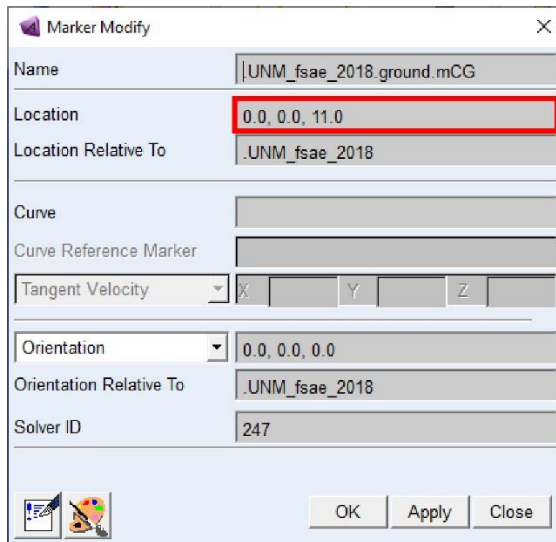 Marker Modify
Name .UNM_fsae_2018.ground.mCG
Location 0.0, 0.0, 11.0
Location Relative To .UNM_fsae_2018
Curve
Curve Reference Marker
Tangent Velocity X Y Z
Orientation 0.0, 0.0, 0.0
Orientation Relative To .UNM_fsae_2018
Solver ID 247
OK Apply Close